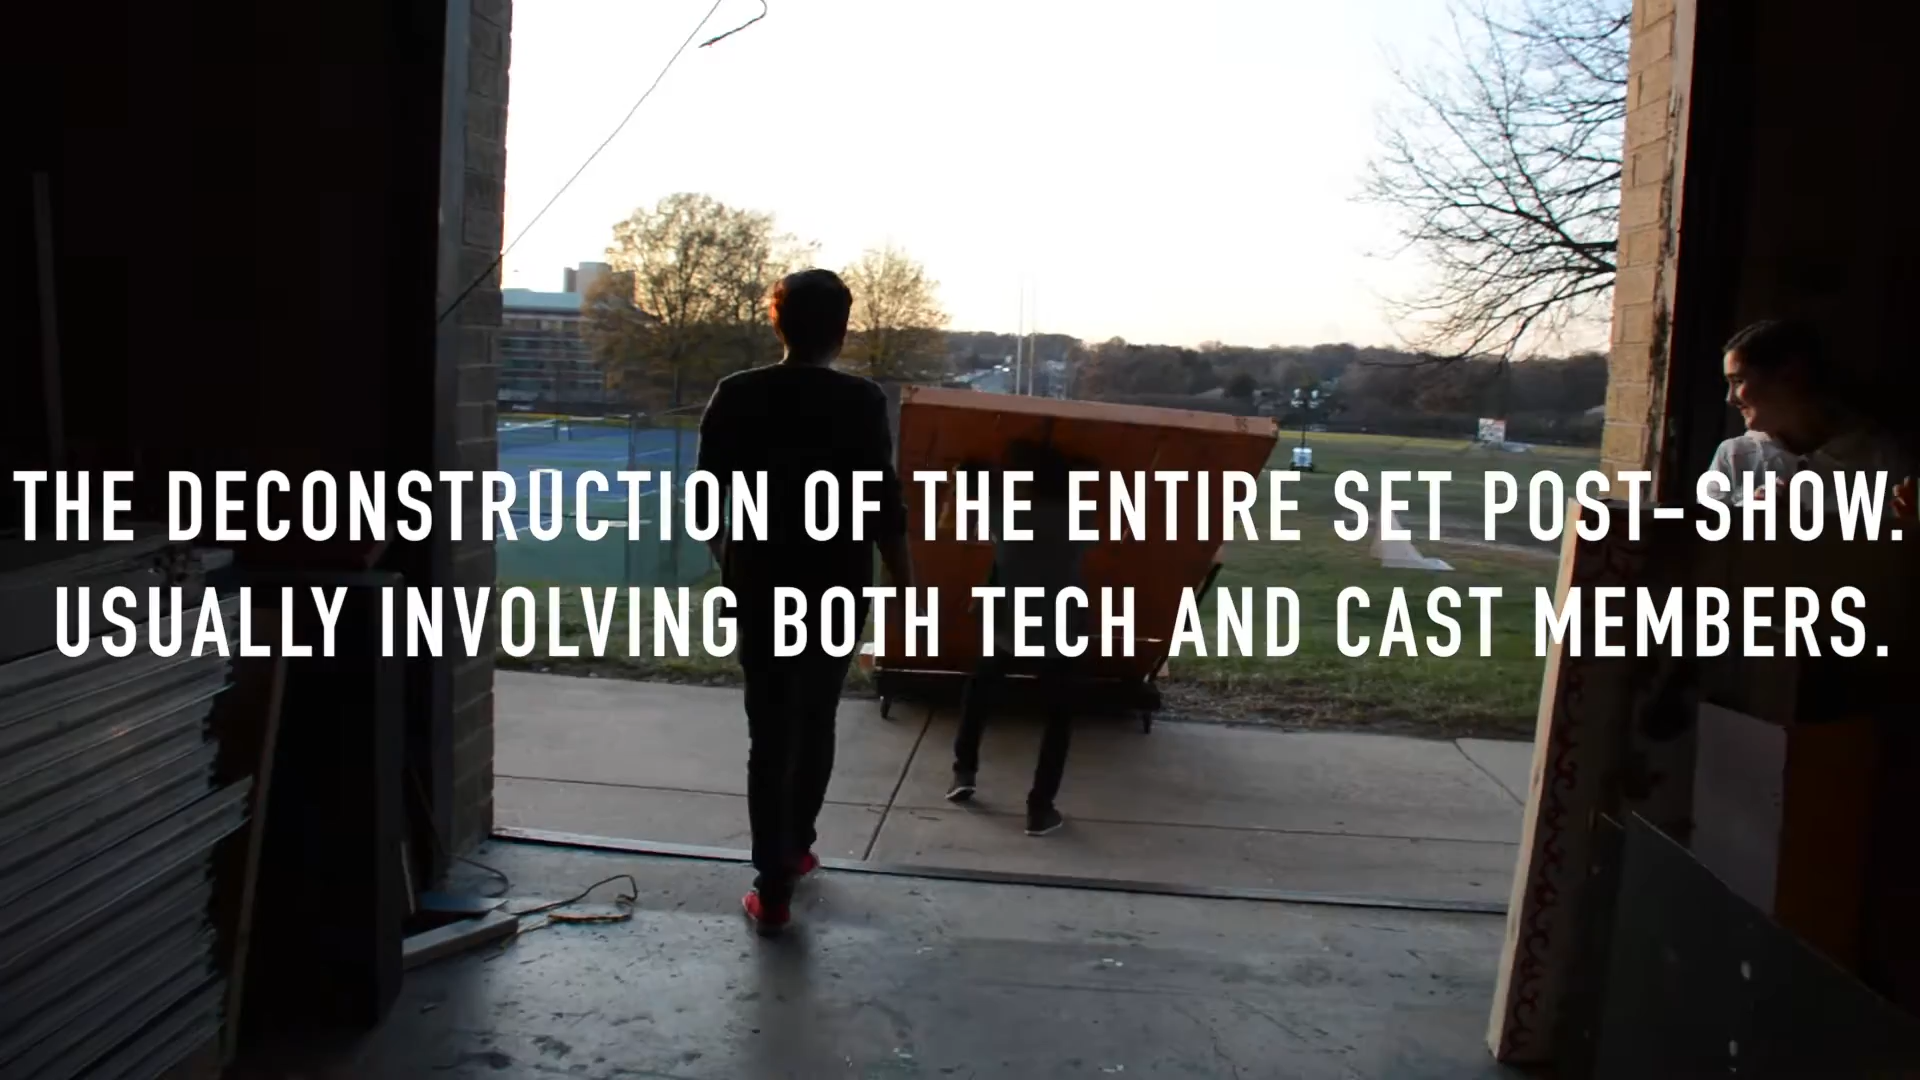 THE DECONSTRUCTION OF THE ENTIRE SET POST-SHOW.
USUALLY INVOLVING BOTH TECH AND CAST MEMBERS.